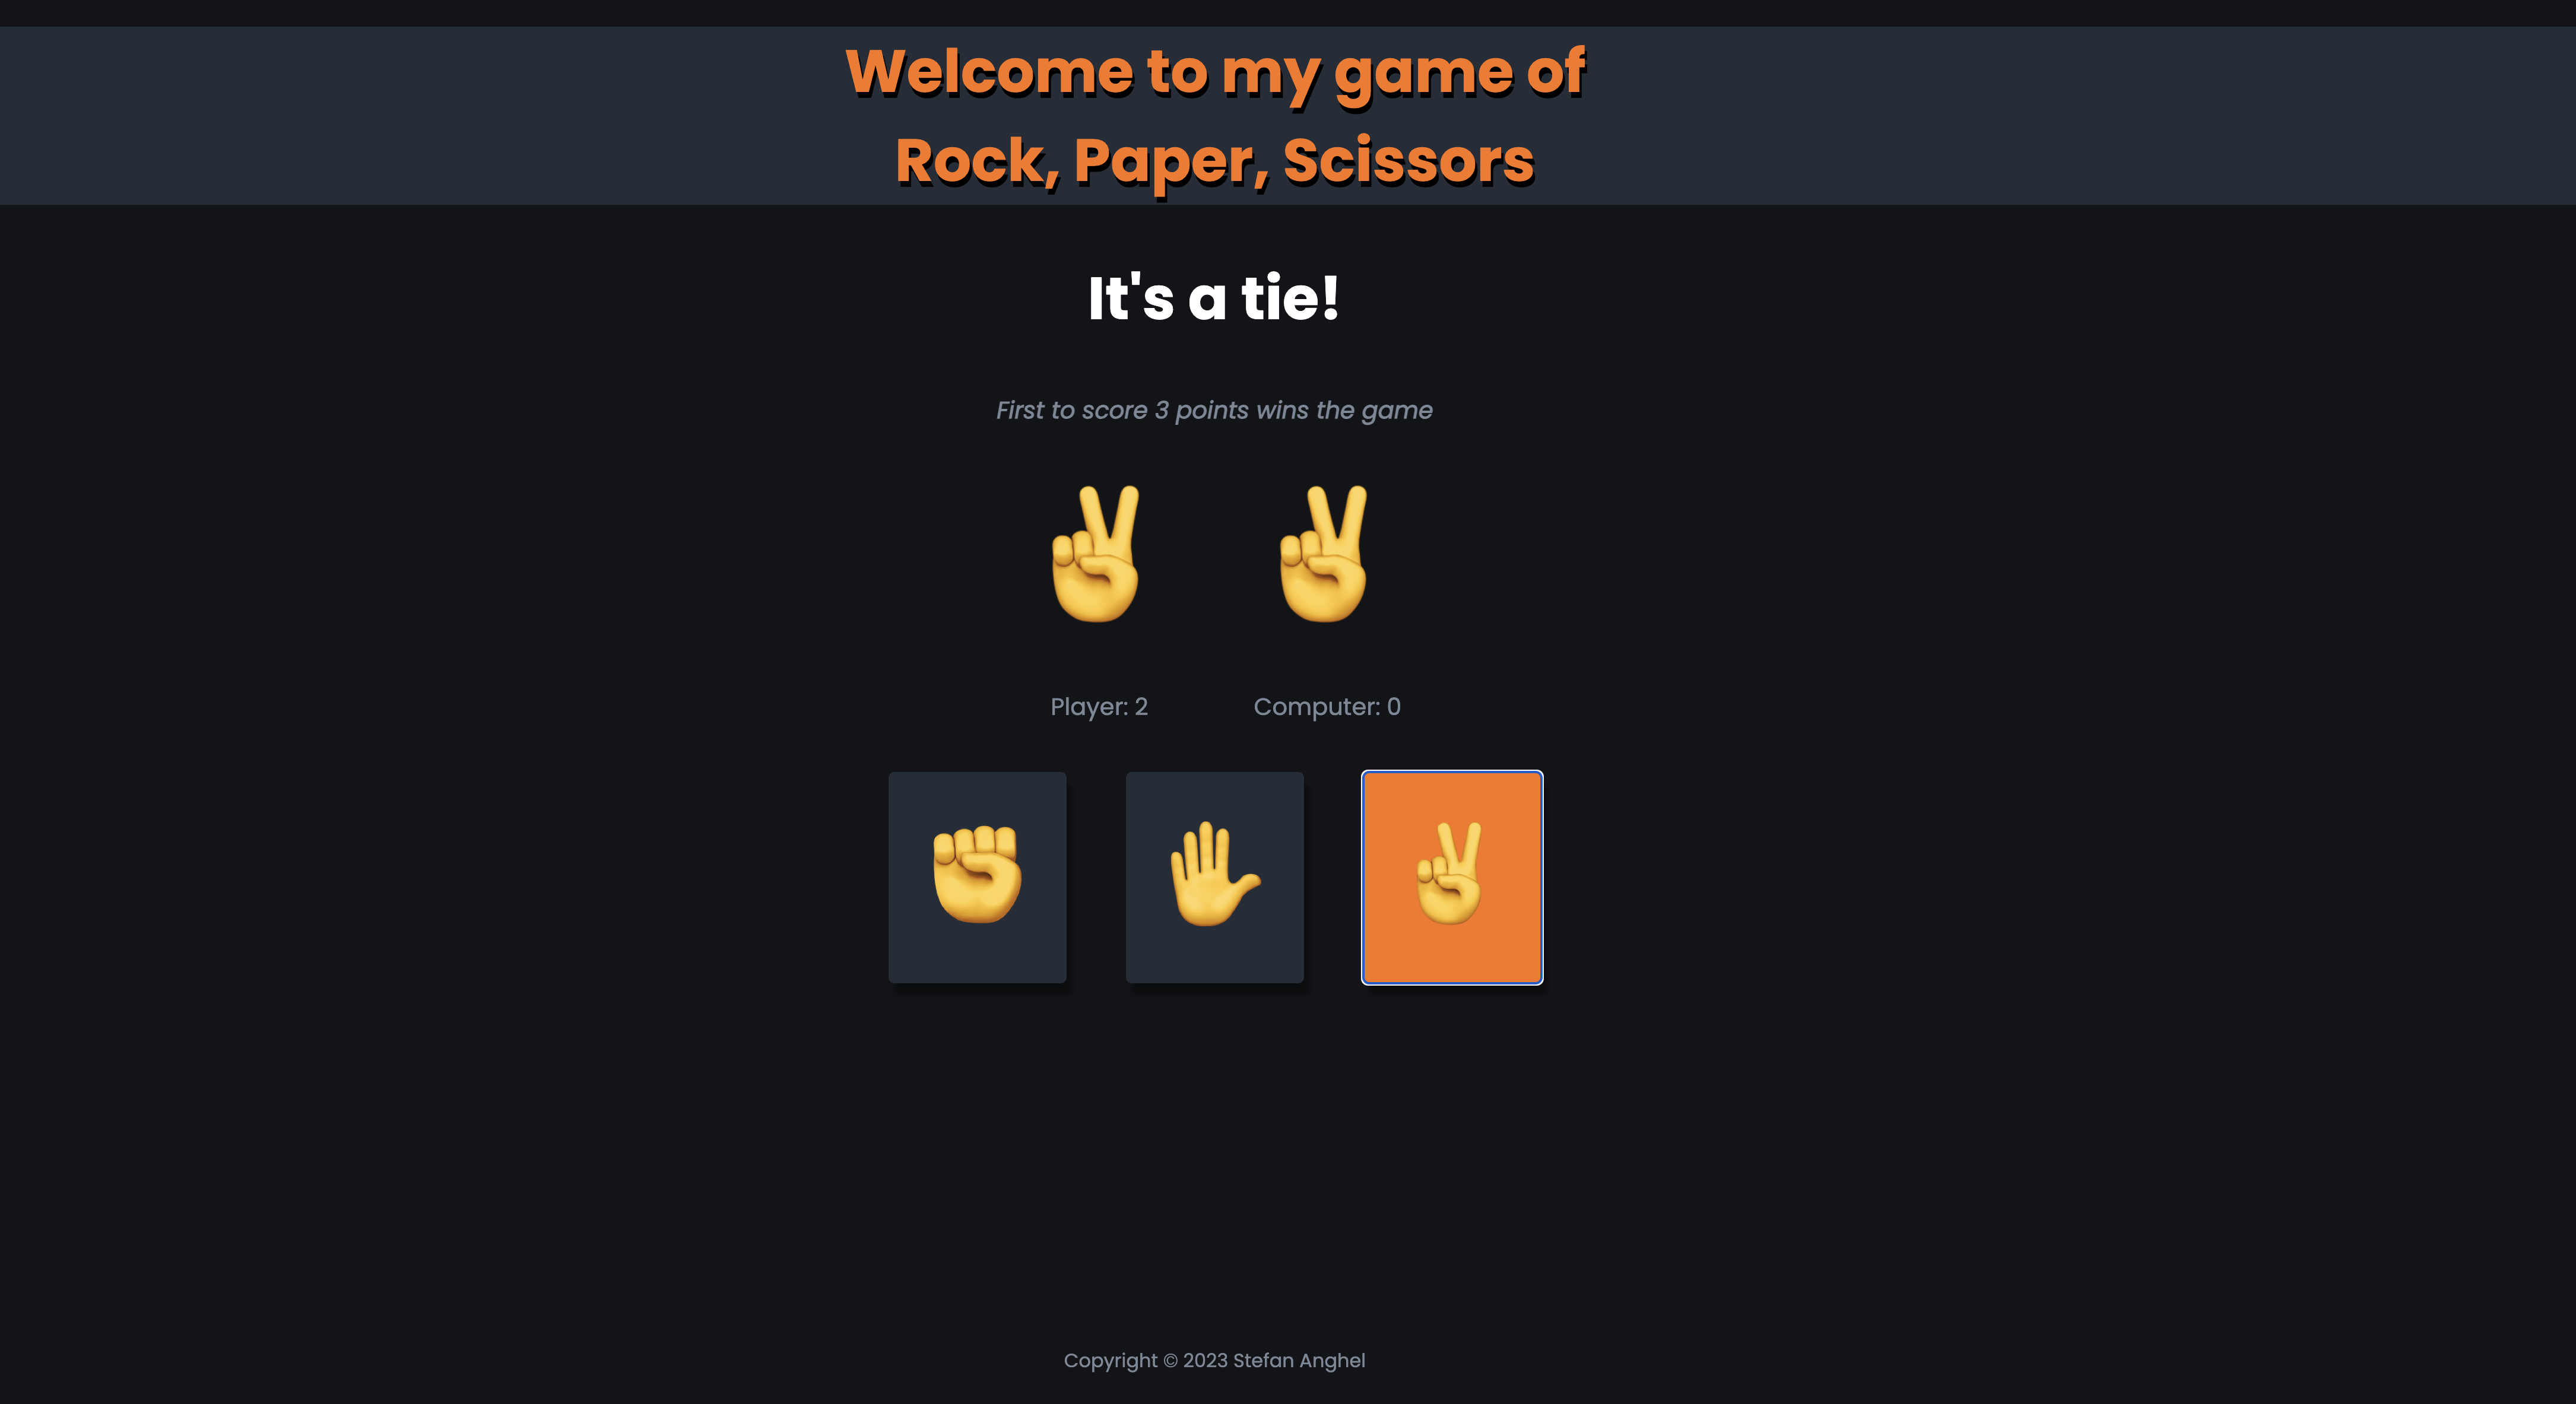 Welcome to my game of
Rock, Paper, Scissors
It's a tie!
First to score 3 points wins the game
Player: 2 Computer: 0
Copyright © 2023 Stefan Anghel